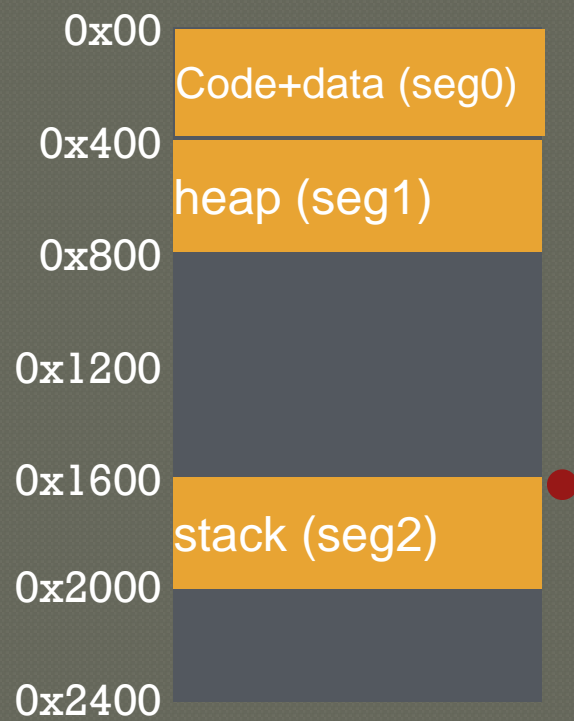 0x00
Code+data (seg0)
0x400
heap (seg1)
0x800
0x1200
0x1600
stack (seg2)
0x2000
0x2400